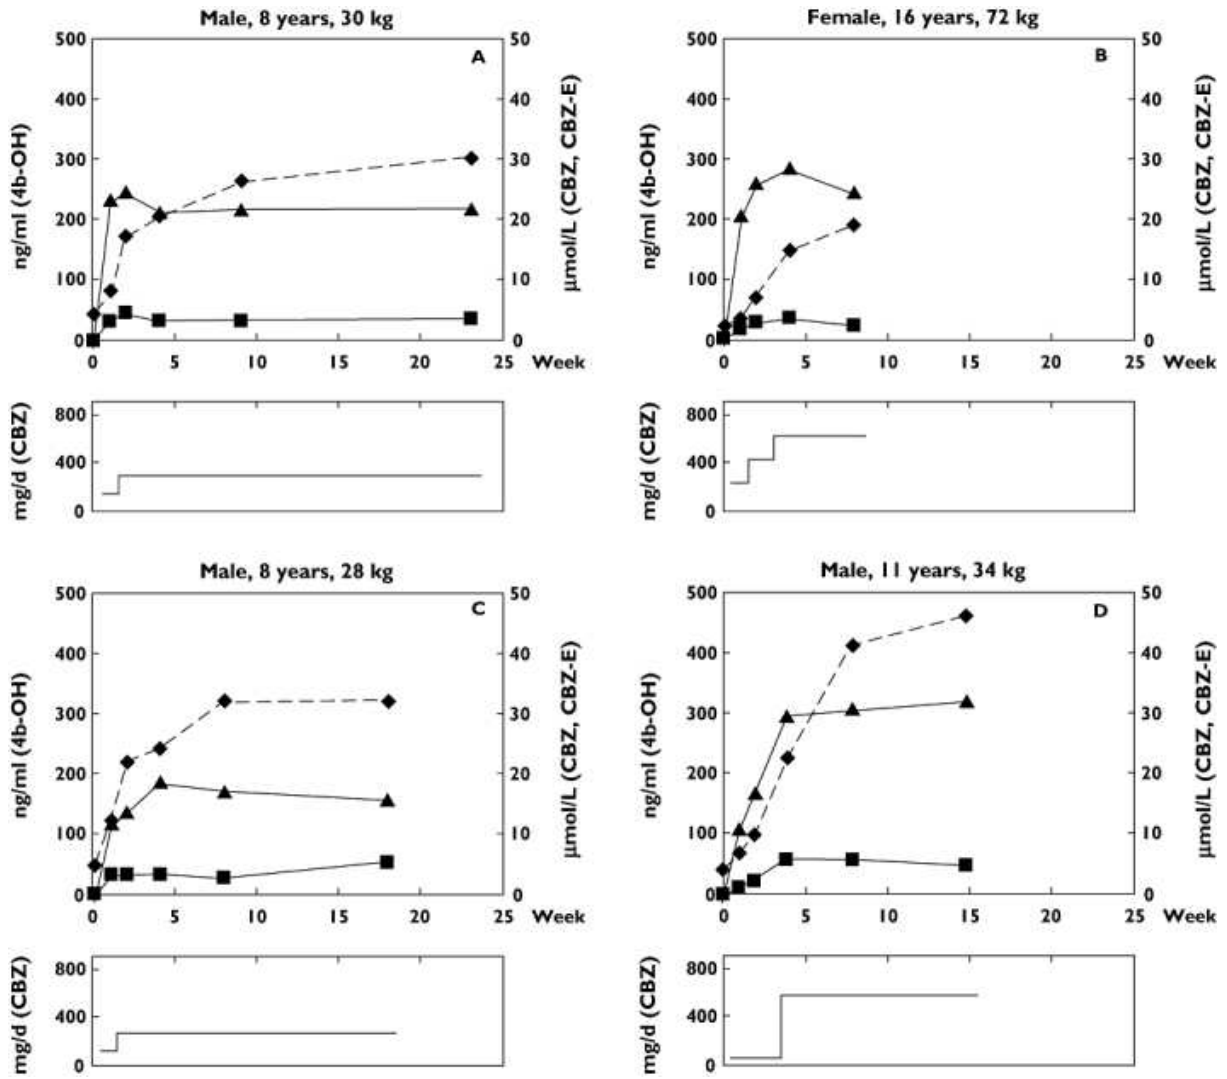 Male, 8 years, 30 kg
A
500
400
300
200
100
0
ng/ml (4b-OH)
50
40
30
20
10
0
µmol/L (CBZ, CBZ-E)
0 5 10 15 20 25 Week
800
400
0
mg/d (CBZ)
Female, 16 years, 72 kg
B
500
400
300
200
100
0
ng/ml (4b-OH)
50
40
30
20
10
0
µmol/L (CBZ, CBZ-E)
0 5 10 15 20 25 Week
800
400
0
mg/d (CBZ)
Male, 8 years, 28 kg
C
500
400
300
200
100
0
ng/ml (4b-OH)
50
40
30
20
10
0
µmol/L (CBZ, CBZ-E)
0 5 10 15 20 25 Week
800
400
0
mg/d (CBZ)
Male, 11 years, 34 kg
D
500
400
300
200
100
0
ng/ml (4b-OH)
50
40
30
20
10
0
µmol/L (CBZ, CBZ-E)
0 5 10 15 20 25 Week
800
400
0
mg/d (CBZ)